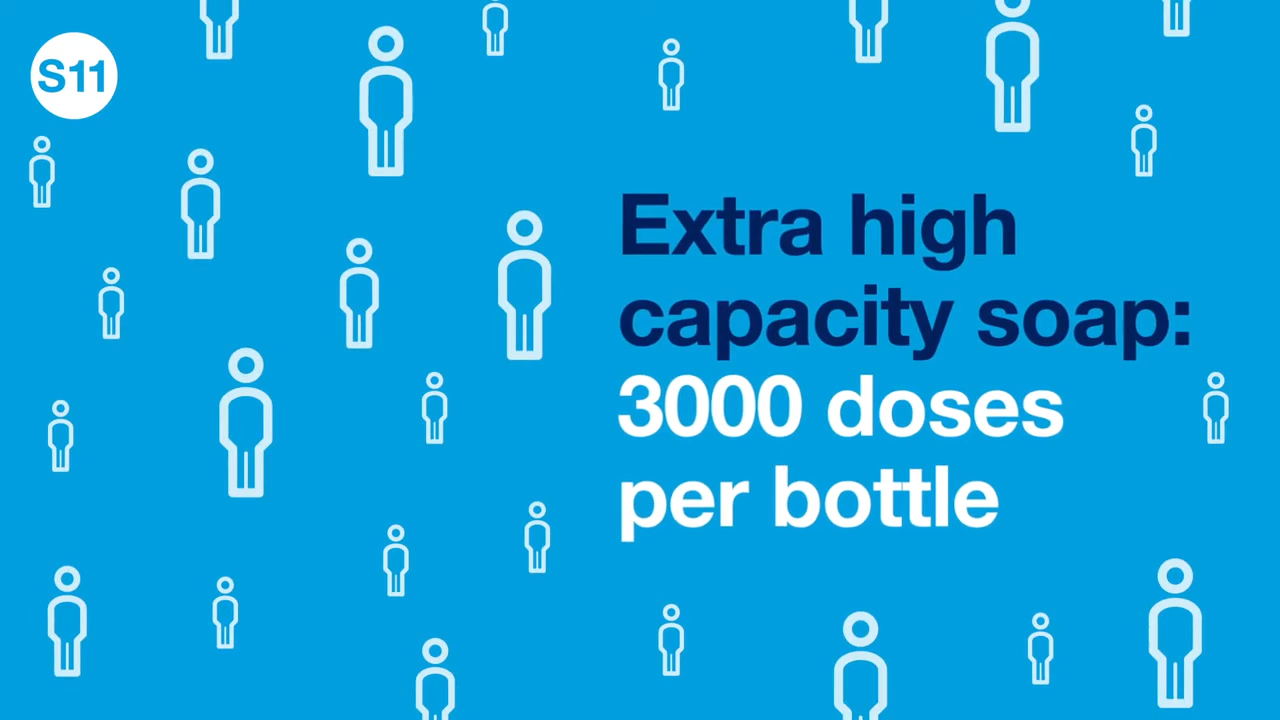 S11
Extra high
capacity soap:
3000 doses
per bottle